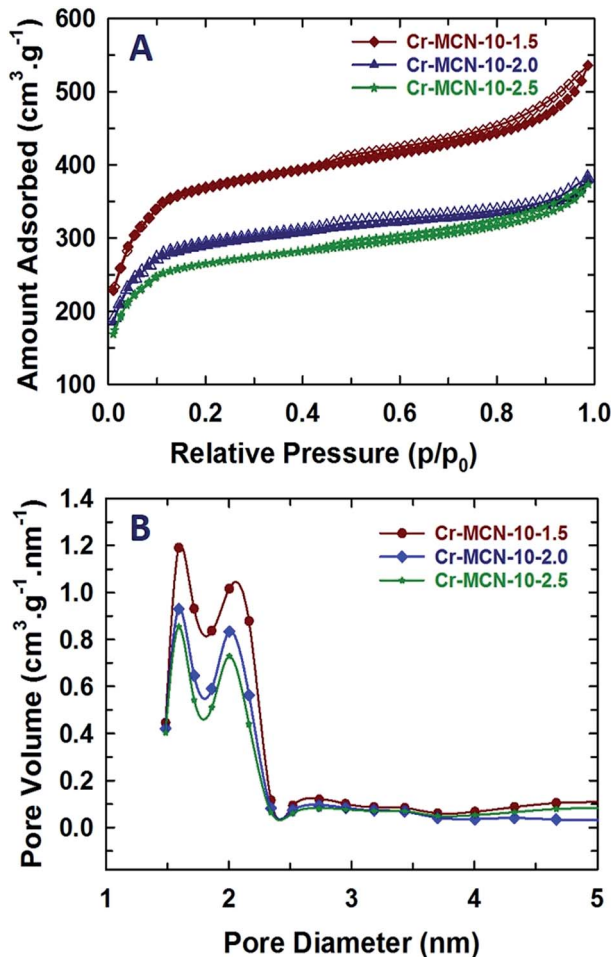 A
Cr-MCN-10-1.5
Cr-MCN-10-2.0
Cr-MCN-10-2.5
Amount Adsorbed (cm³.g⁻¹)
600
500
400
300
200
100
0.0 0.2 0.4 0.6 0.8 1.0
Relative Pressure (p/p₀)
B
Cr-MCN-10-1.5
Cr-MCN-10-2.0
Cr-MCN-10-2.5
Pore Volume (cm³.g⁻¹.nm⁻¹)
1.4
1.2
1.0
0.8
0.6
0.4
0.2
0.0
1 2 3 4 5
Pore Diameter (nm)